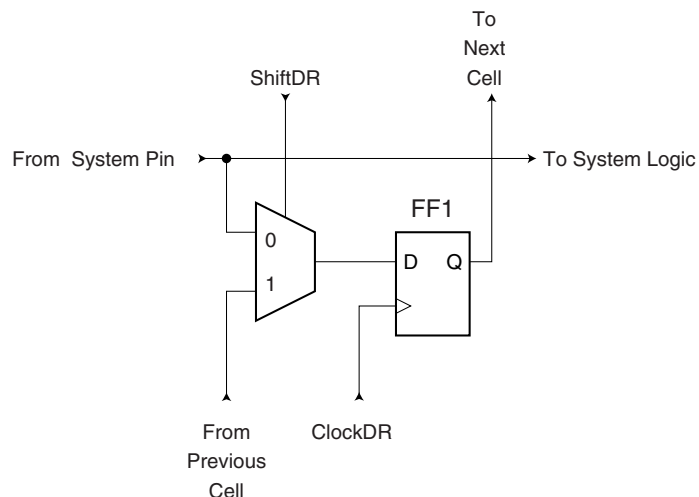 To
Next
Cell
ShiftDR
From System Pin
To System Logic
FF1
0
D Q
1
From
Previous
Cell
ClockDR